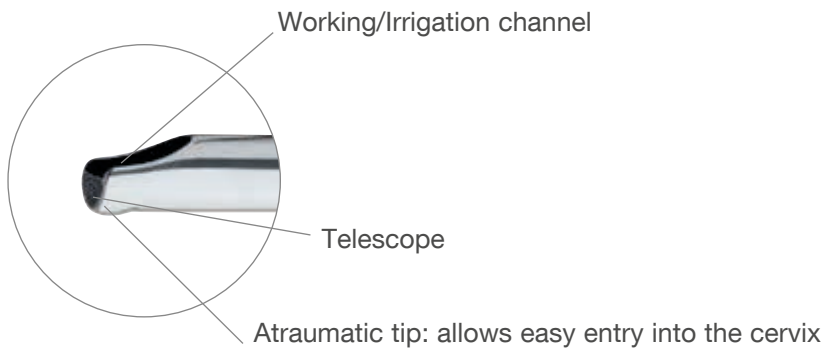 Working/Irrigation channel
Telescope
Atraumatic tip: allows easy entry into the cervix